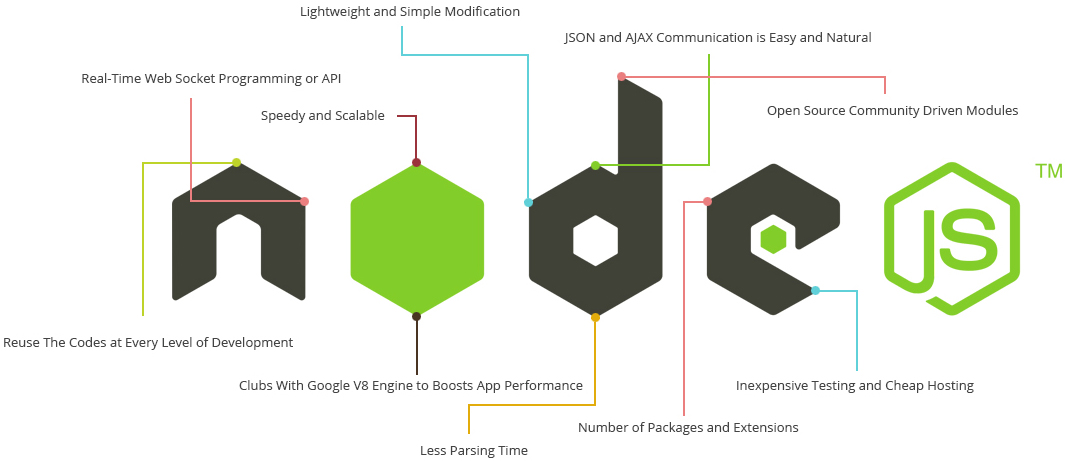 Lightweight and Simple Modification
JSON and AJAX Communication is Easy and Natural
Real-Time Web Socket Programming or API
Open Source Community Driven Modules
Speedy and Scalable
node JS TM
Reuse The Codes at Every Level of Development
Clubs With Google V8 Engine to Boosts App Performance
Inexpensive Testing and Cheap Hosting
Number of Packages and Extensions
Less Parsing Time